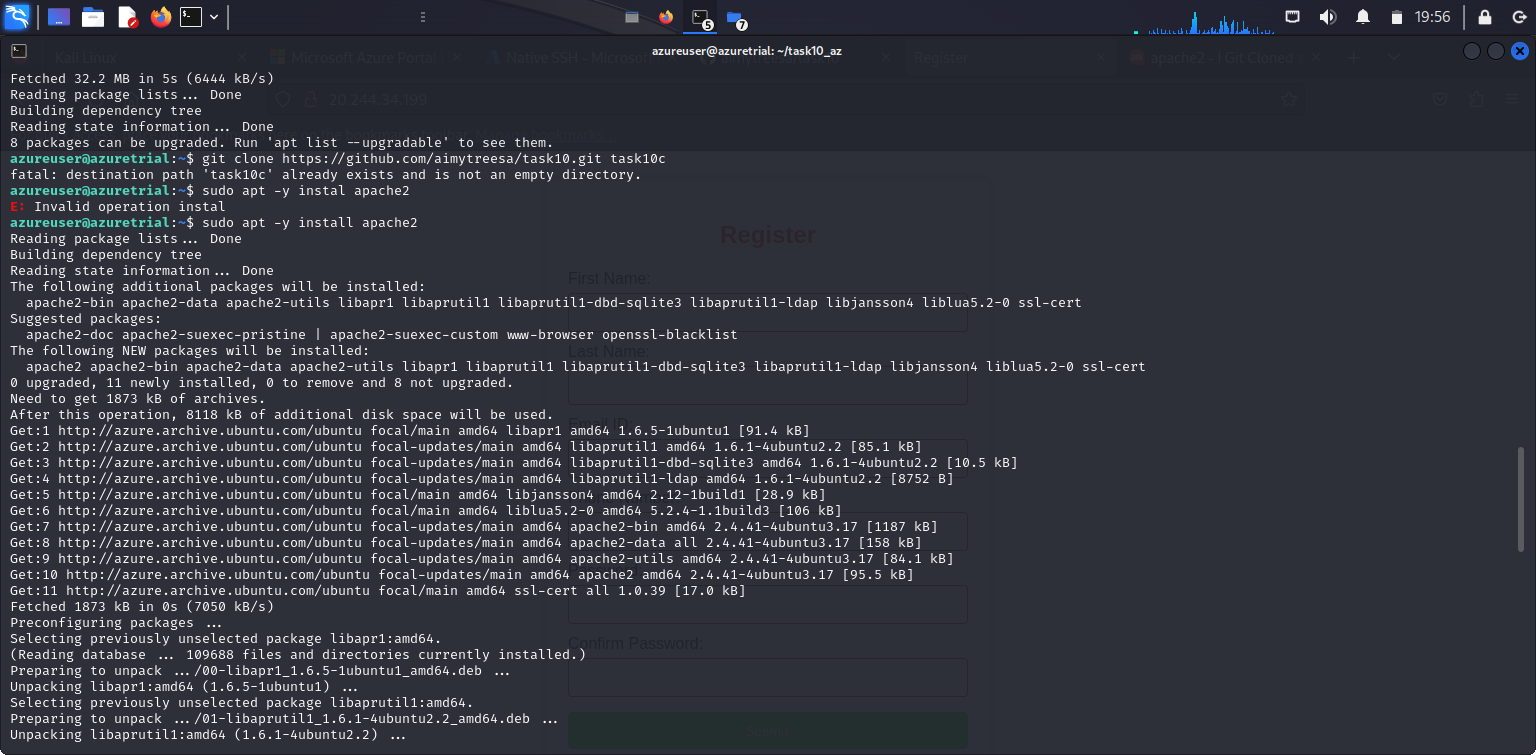 5
7
19:56
azureuser@azuretrial: ~/task10_az
Kali Linux
Microsoft Azure Portal
Native SSH - Microso
Register
apache2 - Git Cloned
20.244.34.199
Fetched 32.2 MB in 5s (6444 kB/s)
Reading package lists... Done
Building dependency tree
Reading state information... Done
8 packages can be upgraded. Run 'apt list --upgradable' to see them.
azureuser@azuretrial:~$ git clone https://github.com/aimytreesa/task10.git task10c
fatal: destination path 'task10c' already exists and is not an empty directory.
azureuser@azuretrial:~$ sudo apt -y instal apache2
E: Invalid operation instal
azureuser@azuretrial:~$ sudo apt -y install apache2
Reading package lists... Done
Building dependency tree
Reading state information... Done
The following additional packages will be installed:
apache2-bin apache2-data apache2-utils libapr1 libaprutil1 libaprutil1-dbd-sqlite3 libaprutil1-ldap libjansson4 liblua5.2-0 ssl-cert
Suggested packages:
apache2-doc apache2-suexec-pristine | apache2-suexec-custom www-browser openssl-blacklist
The following NEW packages will be installed:
apache2 apache2-bin apache2-data apache2-utils libapr1 libaprutil1 libaprutil1-dbd-sqlite3 libaprutil1-ldap libjansson4 liblua5.2-0 ssl-cert
0 upgraded, 11 newly installed, 0 to remove and 8 not upgraded.
Need to get 1873 kB of archives.
After this operation, 8118 kB of additional disk space will be used.
Get:1 http://azure.archive.ubuntu.com/ubuntu focal/main amd64 libapr1 amd64 1.6.5-1ubuntu1 [91.4 kB]
Get:2 http://azure.archive.ubuntu.com/ubuntu focal-updates/main amd64 libaprutil1 amd64 1.6.1-4ubuntu2.2 [85.1 kB]
Get:3 http://azure.archive.ubuntu.com/ubuntu focal-updates/main amd64 libaprutil1-dbd-sqlite3 amd64 1.6.1-4ubuntu2.2 [10.5 kB]
Get:4 http://azure.archive.ubuntu.com/ubuntu focal-updates/main amd64 libaprutil1-ldap amd64 1.6.1-4ubuntu2.2 [8752 B]
Get:5 http://azure.archive.ubuntu.com/ubuntu focal/main amd64 libjansson4 amd64 2.12-1build1 [28.9 kB]
Get:6 http://azure.archive.ubuntu.com/ubuntu focal/main amd64 liblua5.2-0 amd64 5.2.4-1.1build3 [106 kB]
Get:7 http://azure.archive.ubuntu.com/ubuntu focal-updates/main amd64 apache2-bin amd64 2.4.41-4ubuntu3.17 [1187 kB]
Get:8 http://azure.archive.ubuntu.com/ubuntu focal-updates/main amd64 apache2-data all 2.4.41-4ubuntu3.17 [158 kB]
Get:9 http://azure.archive.ubuntu.com/ubuntu focal-updates/main amd64 apache2-utils amd64 2.4.41-4ubuntu3.17 [84.1 kB]
Get:10 http://azure.archive.ubuntu.com/ubuntu focal-updates/main amd64 apache2 amd64 2.4.41-4ubuntu3.17 [95.5 kB]
Get:11 http://azure.archive.ubuntu.com/ubuntu focal/main amd64 ssl-cert all 1.0.39 [17.0 kB]
Fetched 1873 kB in 0s (7050 kB/s)
Preconfiguring packages ...
Selecting previously unselected package libapr1:amd64.
(Reading database ... 109688 files and directories currently installed.)
Preparing to unpack .../00-libapr1_1.6.5-1ubuntu1_amd64.deb ...
Unpacking libapr1:amd64 (1.6.5-1ubuntu1) ...
Selecting previously unselected package libaprutil1:amd64.
Preparing to unpack .../01-libaprutil1_1.6.1-4ubuntu2.2_amd64.deb ...
Unpacking libaprutil1:amd64 (1.6.1-4ubuntu2.2) ...
Register
First Name:
Last Name:
Confirm Password:
Submit